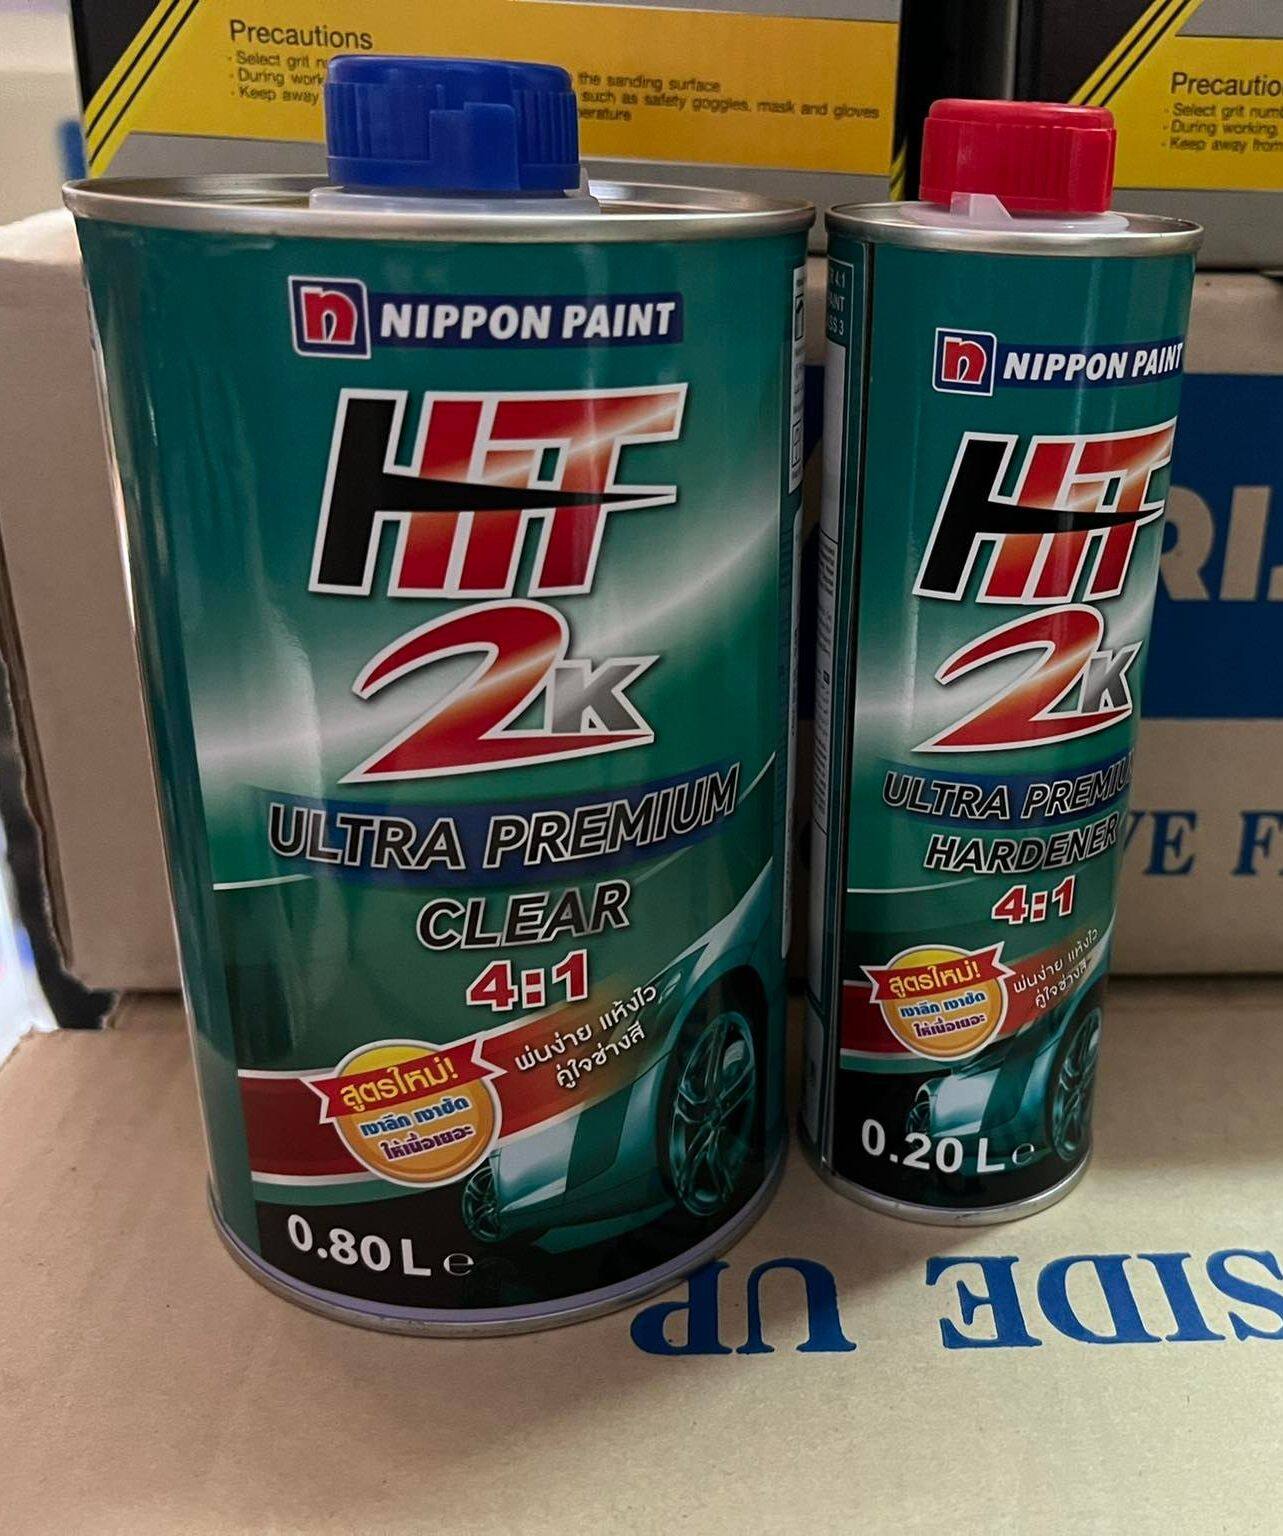 Precautions
- Select grit
- During work
- Keep away
the sanding surface
such as safety goggles, mask and gloves
Precautio
- Select grit num
- During working
- Keep away from
n NIPPON PAINT
HIT
2K
ULTRA PREMIUM
CLEAR
4:1
สูตรใหม่!
เงาลึก เงาชัด
ให้เนื้อเยอะ
พ่นง่าย แห้งไว
คู่ใจช่างสี
0.80 L e
n NIPPON PAINT
HIT
2K
ULTRA PREMIU
HARDENER
4:1
สูตรใหม่!
เงาลึก เงาชัด
ให้เนื้อเยอะ
พ่นง่าย แห้งไว
คู่ใจช่างสี
0.20 L e
VE F
SIDE UP